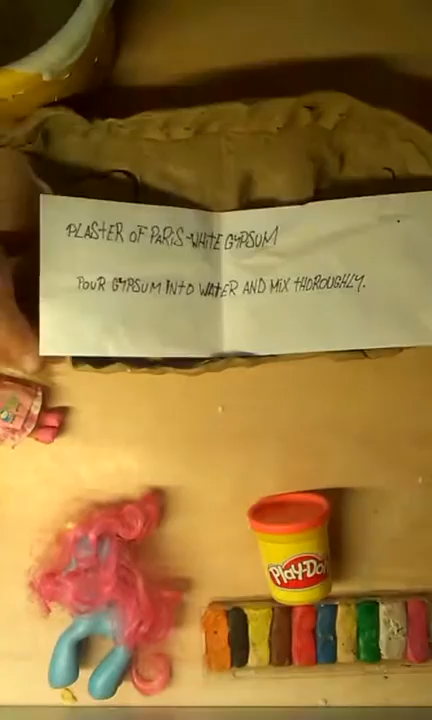 PLASTER OF PARIS-WHITE GYPSUM
POUR GYPSUM INTO WATER AND MIX THOROUGHLY.
Play-Doh